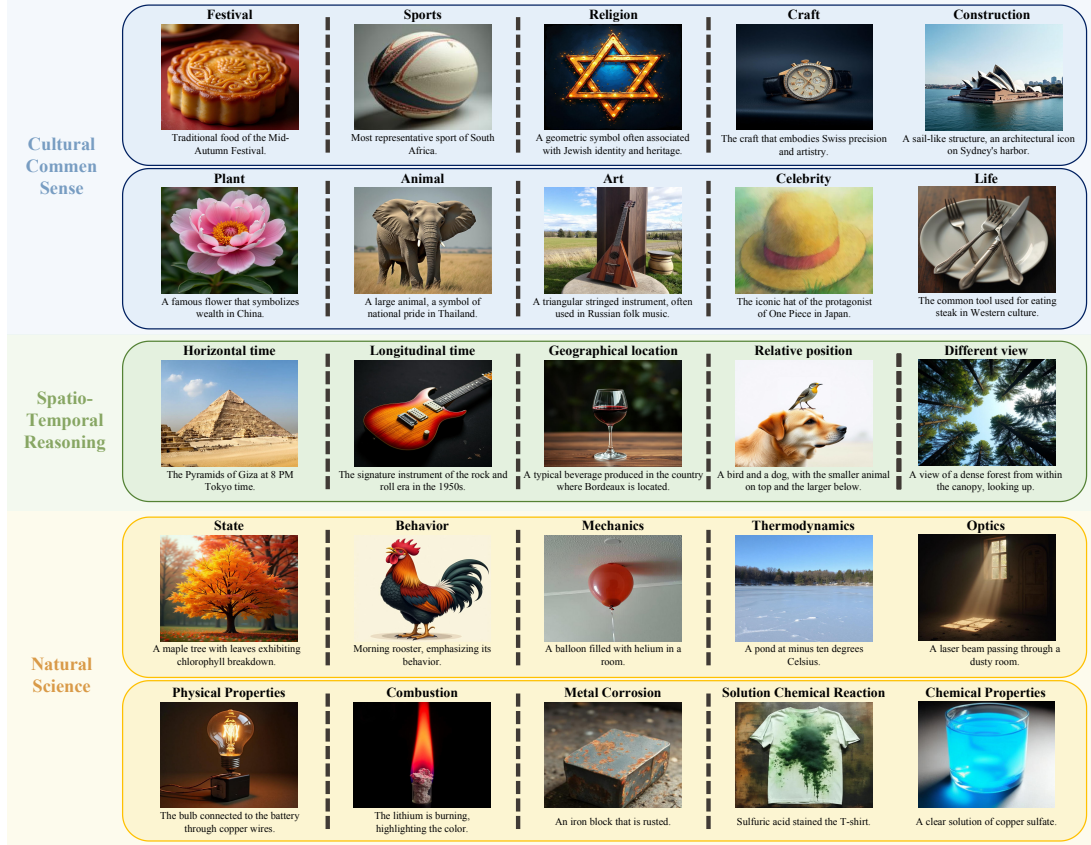 Cultural
Commen
Sense
Festival
Traditional food of the Mid-
Autumn Festival.
Sports
Most representative sport of South
Africa.
Religion
A geometric symbol often associated
with Jewish identity and heritage.
Craft
The craft that embodies Swiss precision
and artistry.
Construction
A sail-like structure, an architectural icon
on Sydney's harbor.
Plant
A famous flower that symbolizes
wealth in China.
Animal
A large animal, a symbol of
national pride in Thailand.
Art
A triangular stringed instrument, often
used in Russian folk music.
Celebrity
The iconic hat of the protagonist
of One Piece in Japan.
Life
The common tool used for eating
steak in Western culture.
Spatio-
Temporal
Reasoning
Horizontal time
The Pyramids of Giza at 8 PM
Tokyo time.
Longitudinal time
The signature instrument of the rock and
roll era in the 1950s.
Geographical location
A typical beverage produced in the country
where Bordeaux is located.
Relative position
A bird and a dog, with the smaller animal
on top and the larger below.
Different view
A view of a dense forest from within
the canopy, looking up.
Natural
Science
State
A maple tree with leaves exhibiting
chlorophyll breakdown.
Behavior
Morning rooster, emphasizing its
behavior.
Mechanics
A balloon filled with helium in a
room.
Thermodynamics
A pond at minus ten degrees
Celsius.
Optics
A laser beam passing through a
dusty room.
Physical Properties
The bulb connected to the battery
through copper wires.
Combustion
The lithium is burning,
highlighting the color.
Metal Corrosion
An iron block that is rusted.
Solution Chemical Reaction
Sulfuric acid stained the T-shirt.
Chemical Properties
A clear solution of copper sulfate.